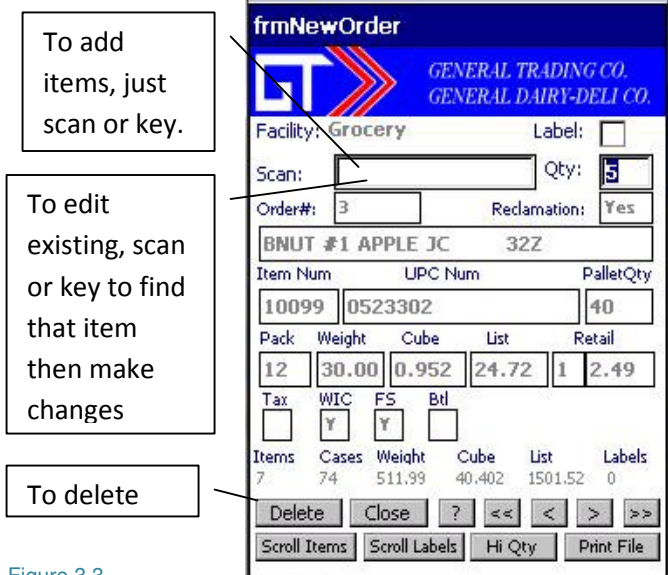 To add
items, just
scan or key.
To edit
existing, scan
or key to find
that item
then make
changes
To delete
frmNewOrder
GT
GENERAL TRADING CO.
GENERAL DAIRY-DELI CO.
Facility: Grocery Label:
Scan: Qty: 5
Order#: 3 Reclamation: Yes
BNUT #1 APPLE JC 32Z
Item Num UPC Num PalletQty
10099 0523302 40
Pack Weight Cube List Retail
12 30.00 0.952 24.72 1 2.49
Tax WIC FS Btl
Y Y
Items Cases Weight Cube List Labels
7 74 511.99 40.402 1501.52 0
Delete Close ? << < > >>
Scroll Items Scroll Labels Hi Qty Print File
Figure 3.3